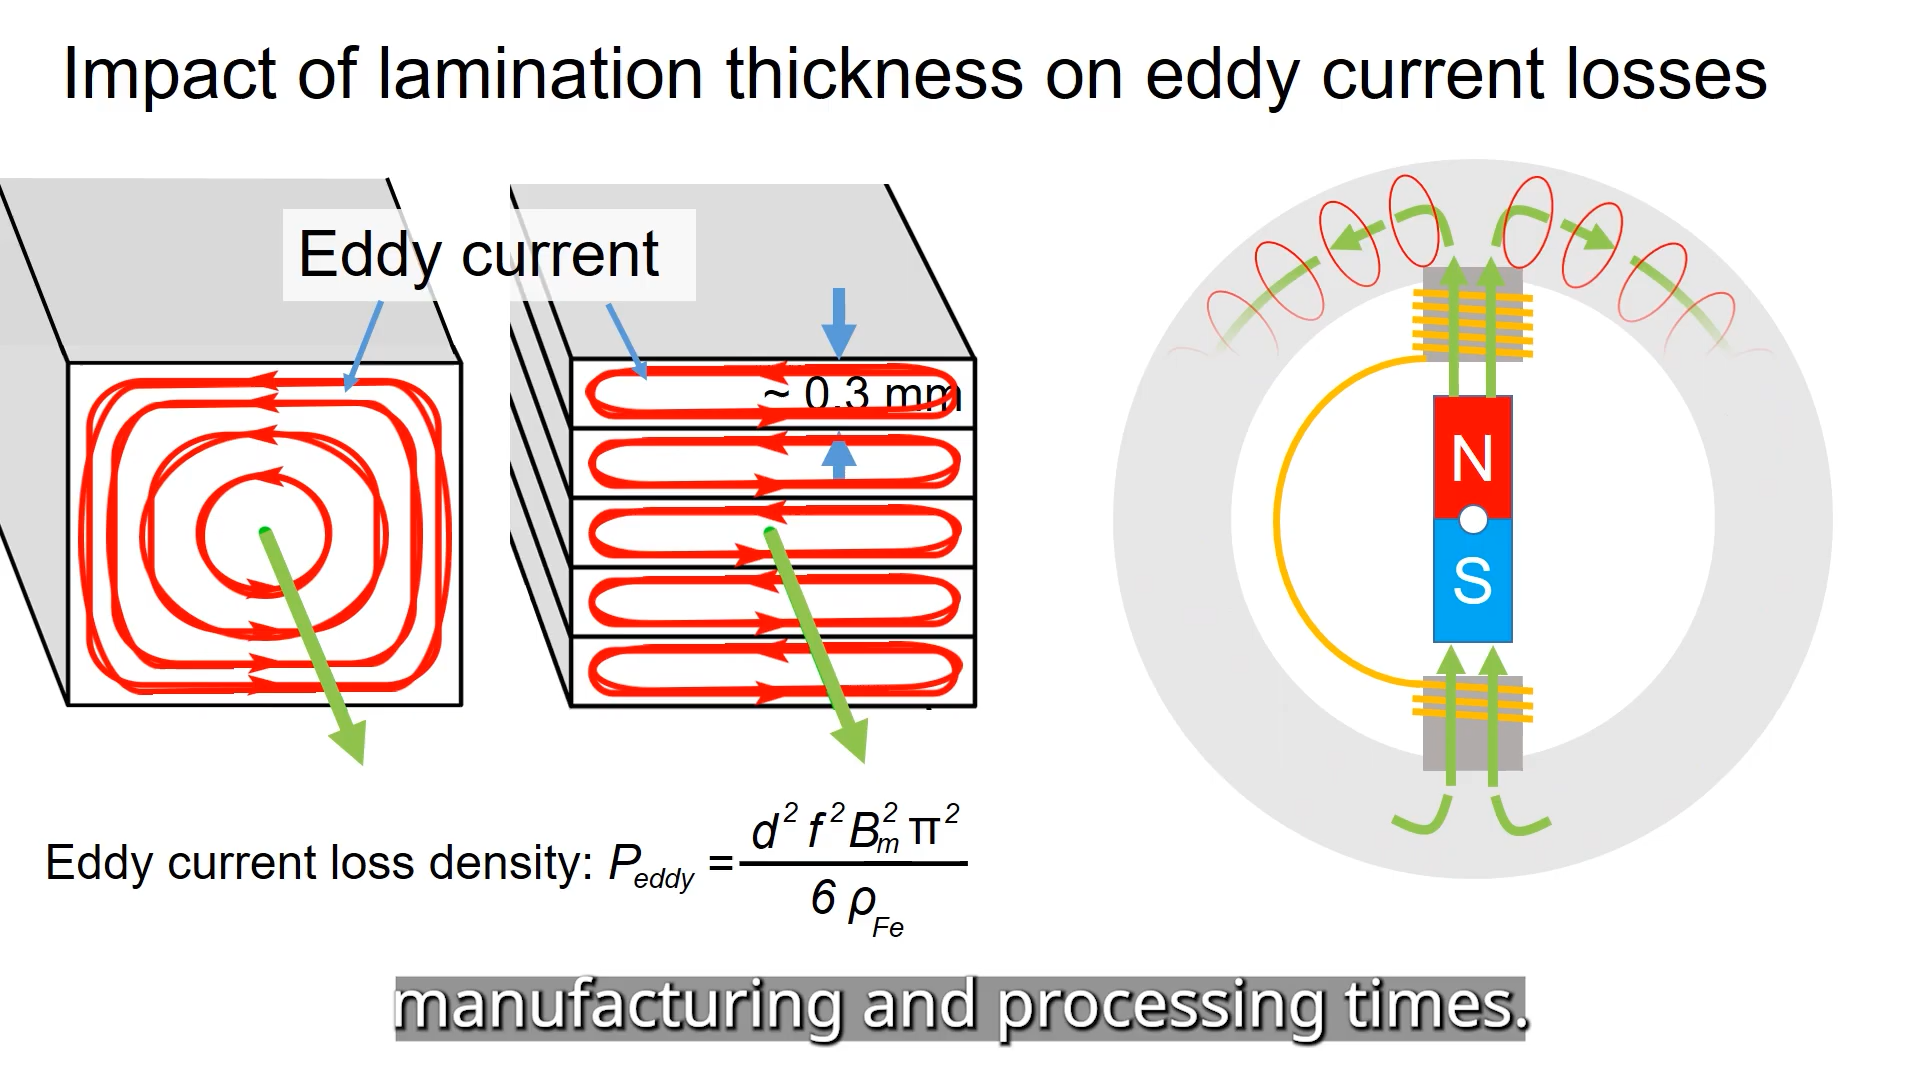 Impact of lamination thickness on eddy current losses
Eddy current
~ 0.3 mm
N
S
Eddy current loss density: P_eddy = d² f² B_m² π² / 6 ρ_Fe
manufacturing and processing times.